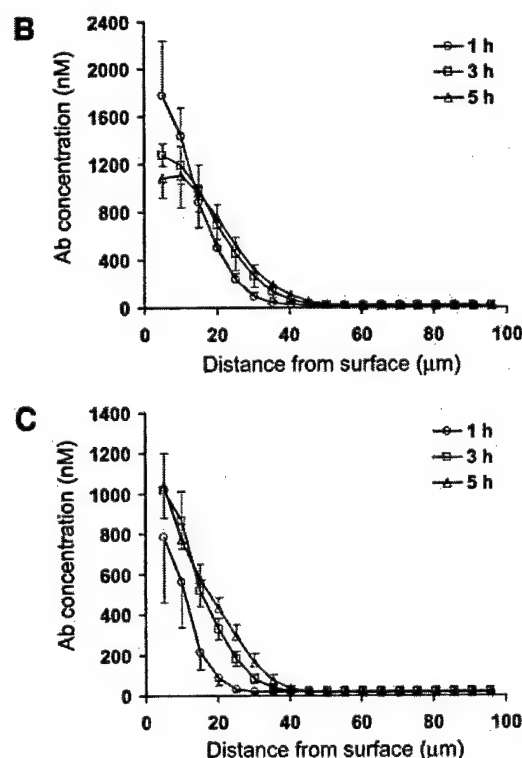 B
2400
2000
1600
1200
800
400
0
Ab concentration (nM)
1 h
3 h
5 h
0 20 40 60 80 100
Distance from surface (μm)
C
1400
1200
1000
800
600
400
200
0
Ab concentration (nM)
1 h
3 h
5 h
0 20 40 60 80 100
Distance from surface (μm)